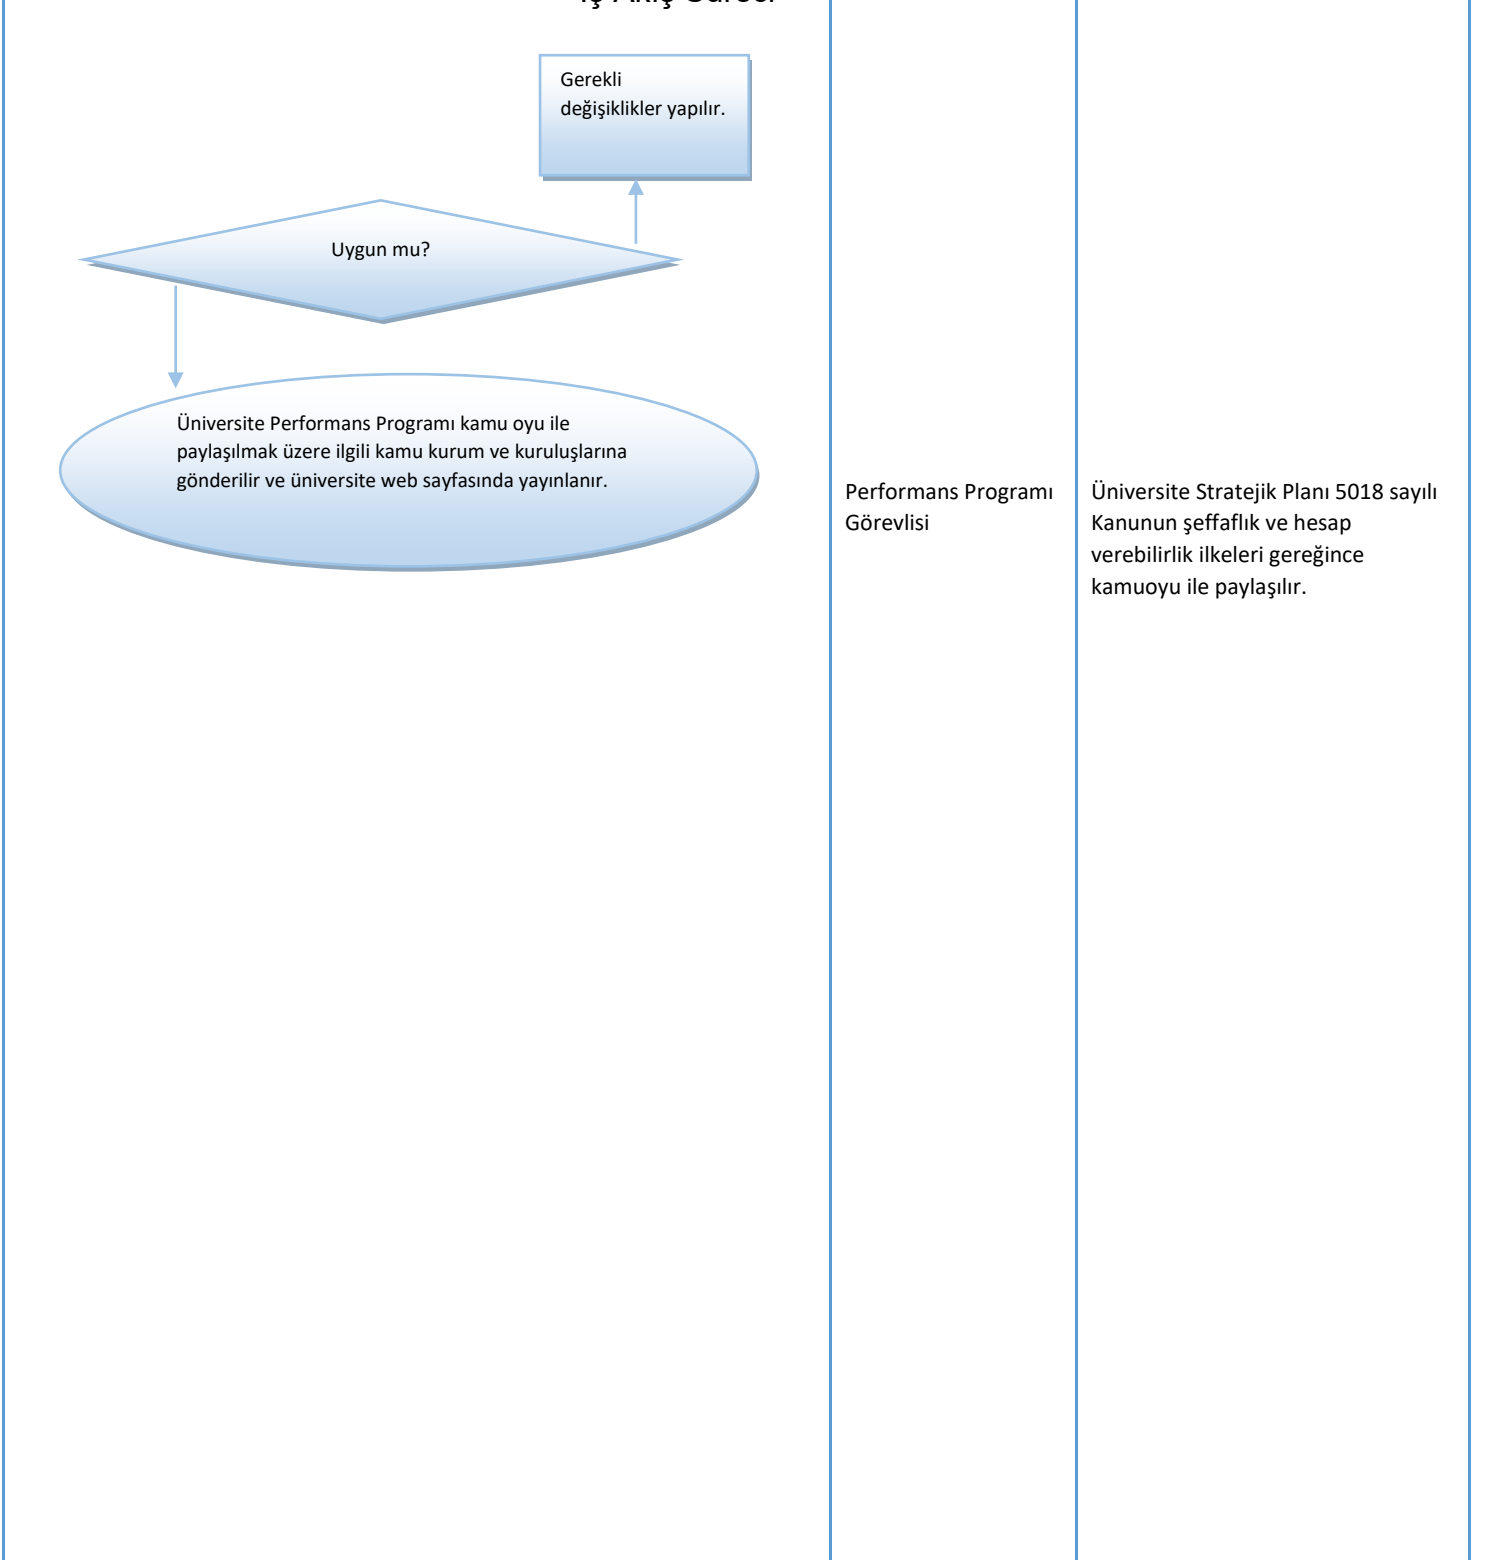 İş Akış Süreci
Gerekli
değişiklikler yapılır.
Uygun mu?
Üniversite Performans Programı kamu oyu ile
paylaşılmak üzere ilgili kamu kurum ve kuruluşlarına
gönderilir ve üniversite web sayfasında yayınlanır.
Performans Programı
Görevlisi
Üniversite Stratejik Planı 5018 sayılı
Kanunun şeffaflık ve hesap
verebilirlik ilkeleri gereğince
kamuoyu ile paylaşılır.